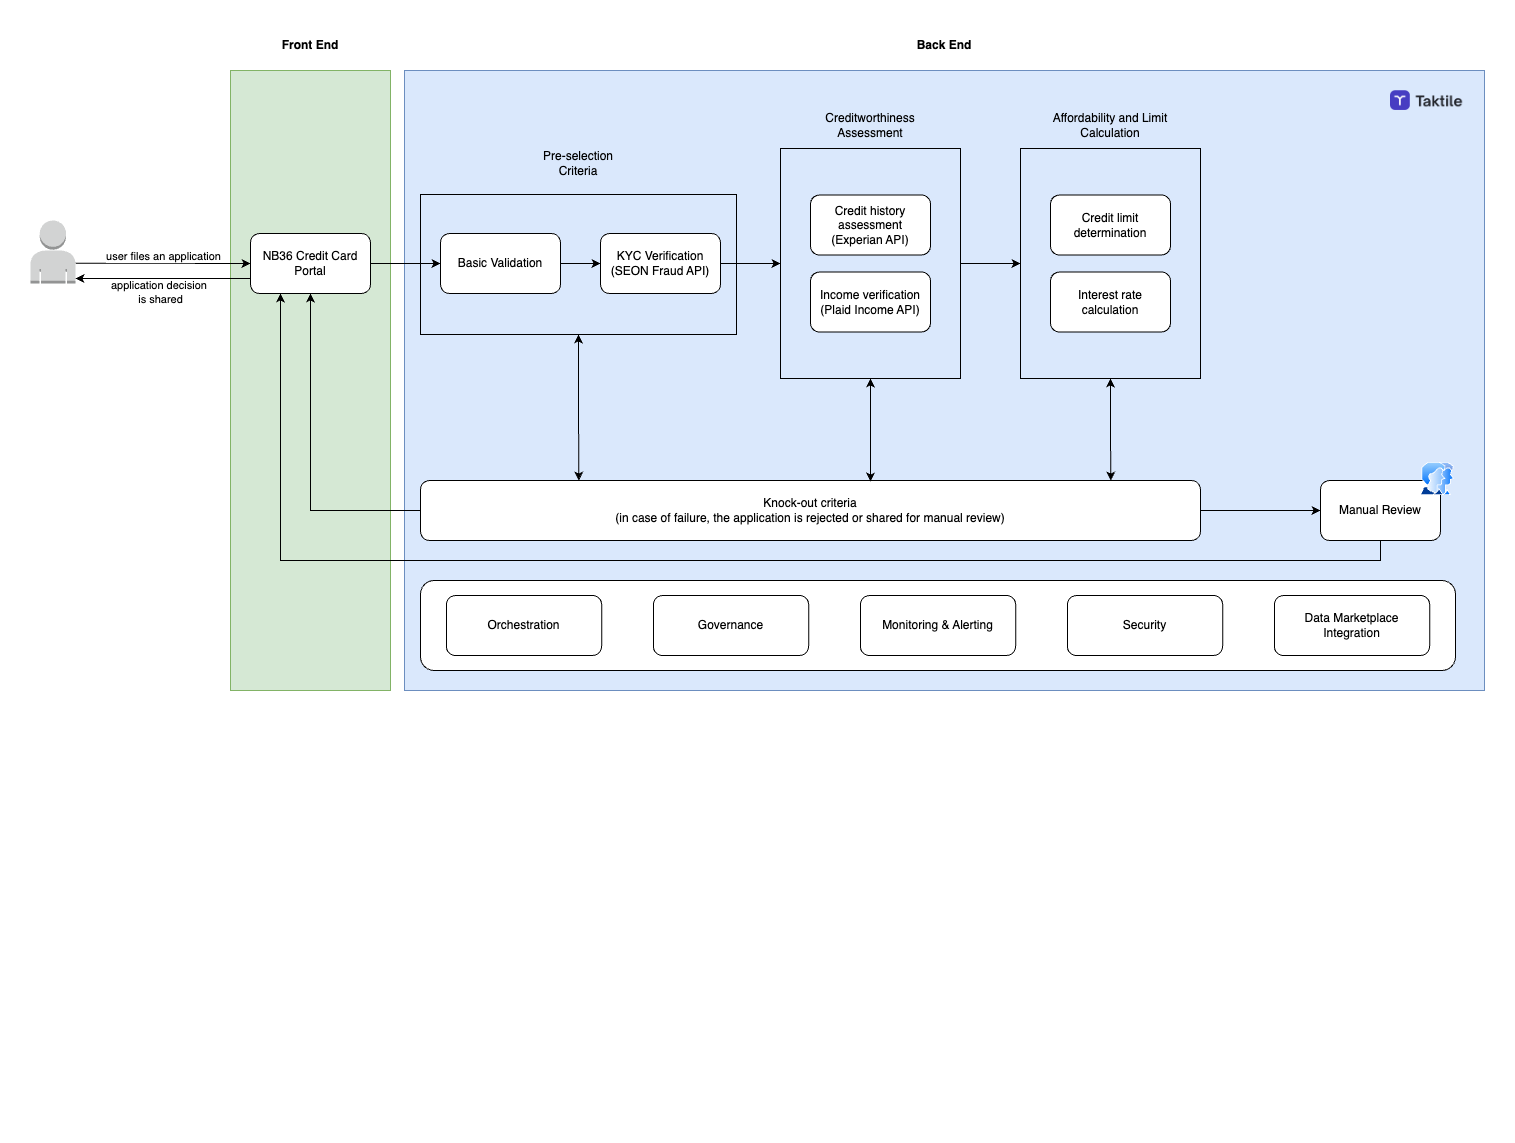 Front End
Back End
Taktile
Creditworthiness
Assessment
Affordability and Limit
Calculation
Pre-selection
Criteria
user files an application
application decision
is shared
NB36 Credit Card
Portal
Basic Validation
KYC Verification
(SEON Fraud API)
Credit history
assessment
(Experian API)
Income verification
(Plaid Income API)
Credit limit
determination
Interest rate
calculation
Knock-out criteria
(in case of failure, the application is rejected or shared for manual review)
Manual Review
Orchestration
Governance
Monitoring & Alerting
Security
Data Marketplace
Integration